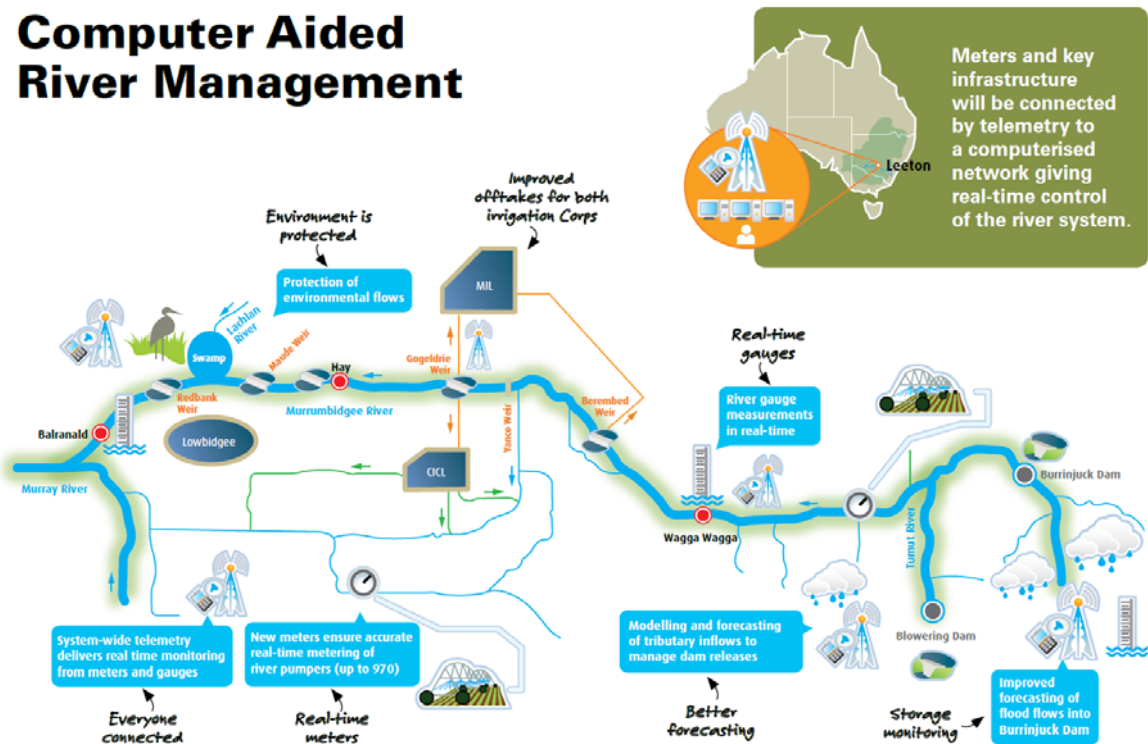 Computer Aided
River Management
Meters and key
infrastructure
will be connected
by telemetry to
a computerised
network giving
real-time control
of the river system.
Leeton
Improved
offtakes for both
irrigation Corps
Environment is
protected
Protection of
environmental flows
MIL
Lachlan
River
Swamp
Maude Weir
Hay
Gogeldrie
Weir
Real-time
gauges
River gauge
measurements
in real-time
Redbank
Weir
Murrumbidgee River
Yanco Weir
Berembed
Weir
Balranald
Lowbidgee
CICL
Murray River
Burrinjuck Dam
Wagga Wagga
Tumut River
Blowering Dam
System-wide telemetry
delivers real time monitoring
from meters and gauges
New meters ensure accurate
real-time metering of
river pumpers (up to 970)
Modelling and forecasting
of tributary inflows to
manage dam releases
Improved
forecasting of
flood flows into
Burrinjuck Dam
Everyone
connected
Real-time
meters
Better
forecasting
Storage
monitoring